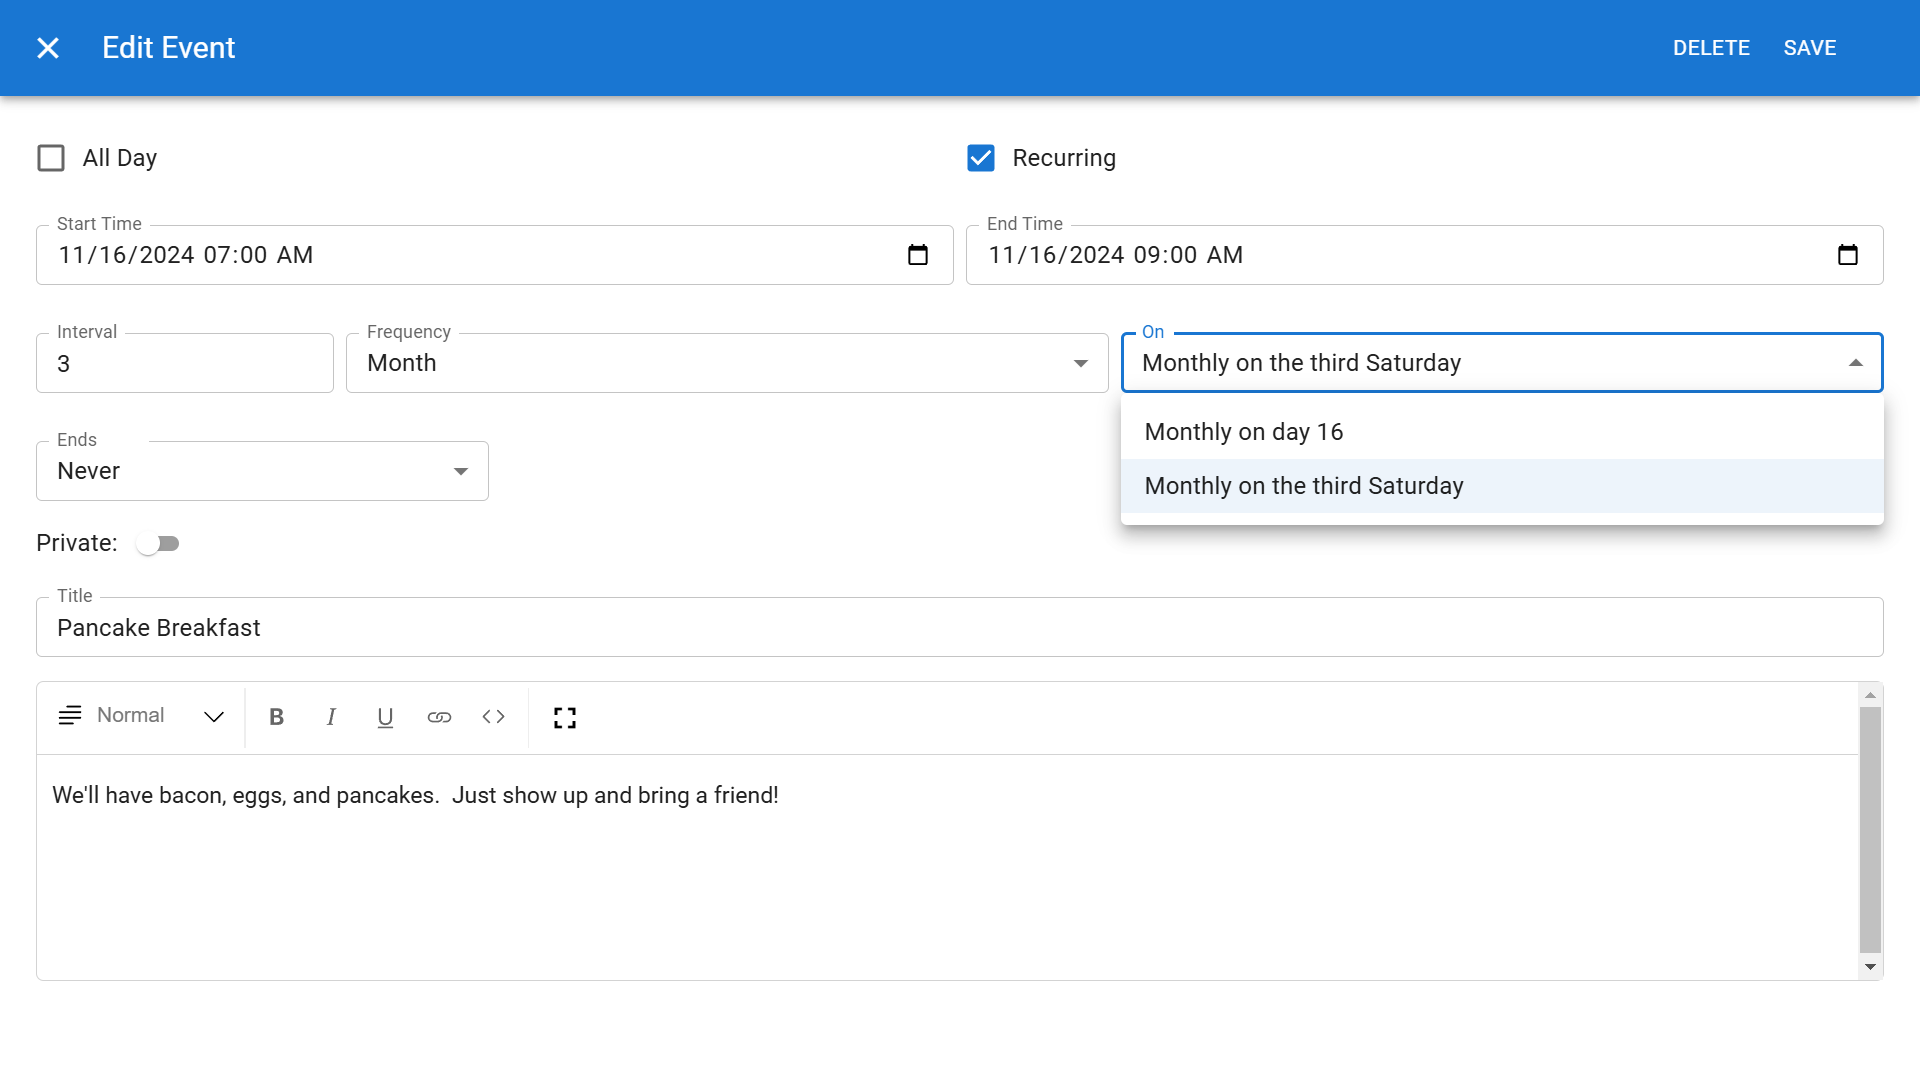 Edit Event
DELETE
SAVE
All Day
Recurring
Start Time
11/16/2024 07:00 AM
End Time
11/16/2024 09:00 AM
Interval
3
Frequency
Month
On
Monthly on the third Saturday
Monthly on day 16
Monthly on the third Saturday
Ends
Never
Private:
Title
Pancake Breakfast
Normal
B
I
U
We'll have bacon, eggs, and pancakes.  Just show up and bring a friend!